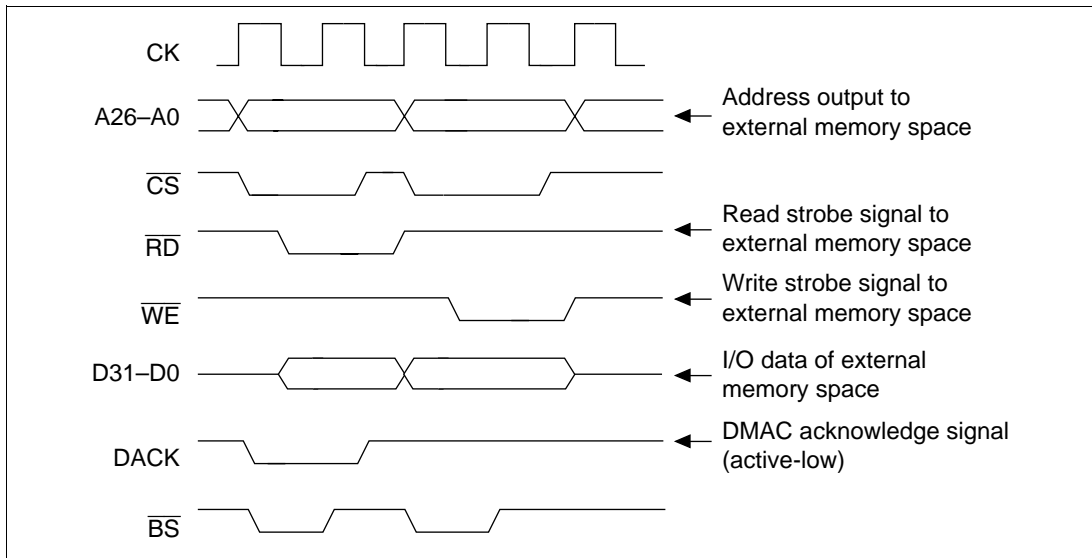 CK
A26–A0
Address output to
external memory space
CS
RD
Read strobe signal to
external memory space
WE
Write strobe signal to
external memory space
D31–D0
I/O data of external
memory space
DACK
DMAC acknowledge signal
(active-low)
BS